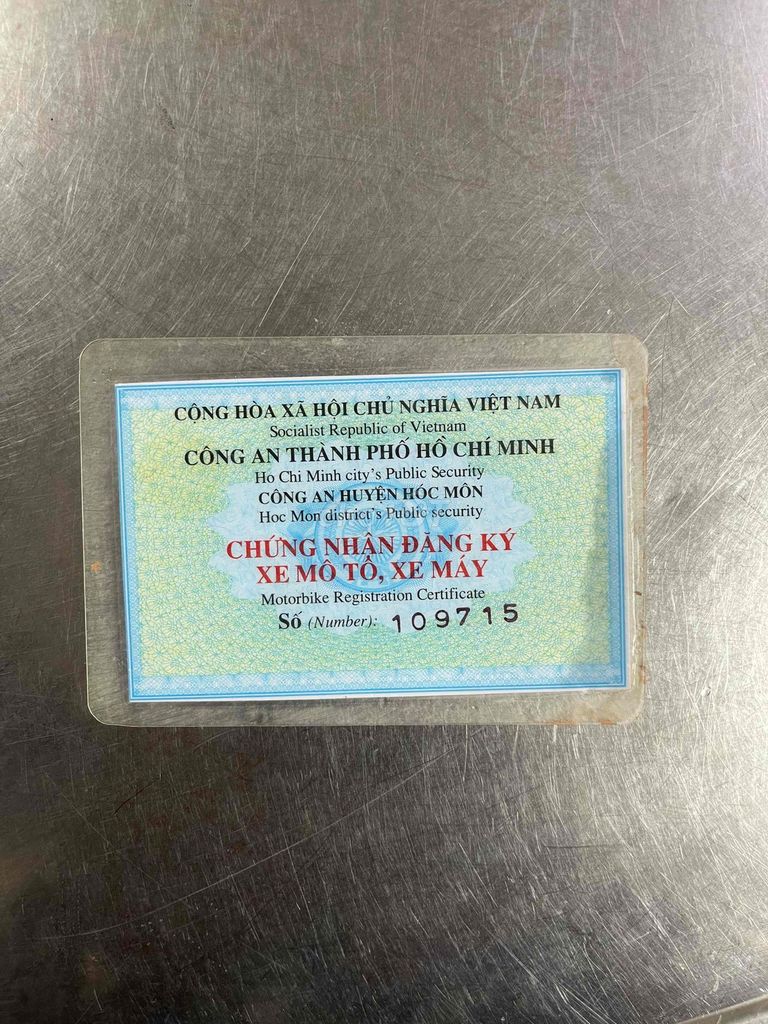 CỘNG HÒA XÃ HỘI CHỦ NGHĨA VIỆT NAM
Socialist Republic of Vietnam
CÔNG AN THÀNH PHỐ HỒ CHÍ MINH
Ho Chi Minh city's Public Security
CÔNG AN HUYỆN HÓC MÔN
Hoc Mon district's Public security
CHỨNG NHẬN ĐĂNG KÝ
XE MÔ TÔ, XE MÁY
Motorbike Registration Certificate
Số (Number): 109715